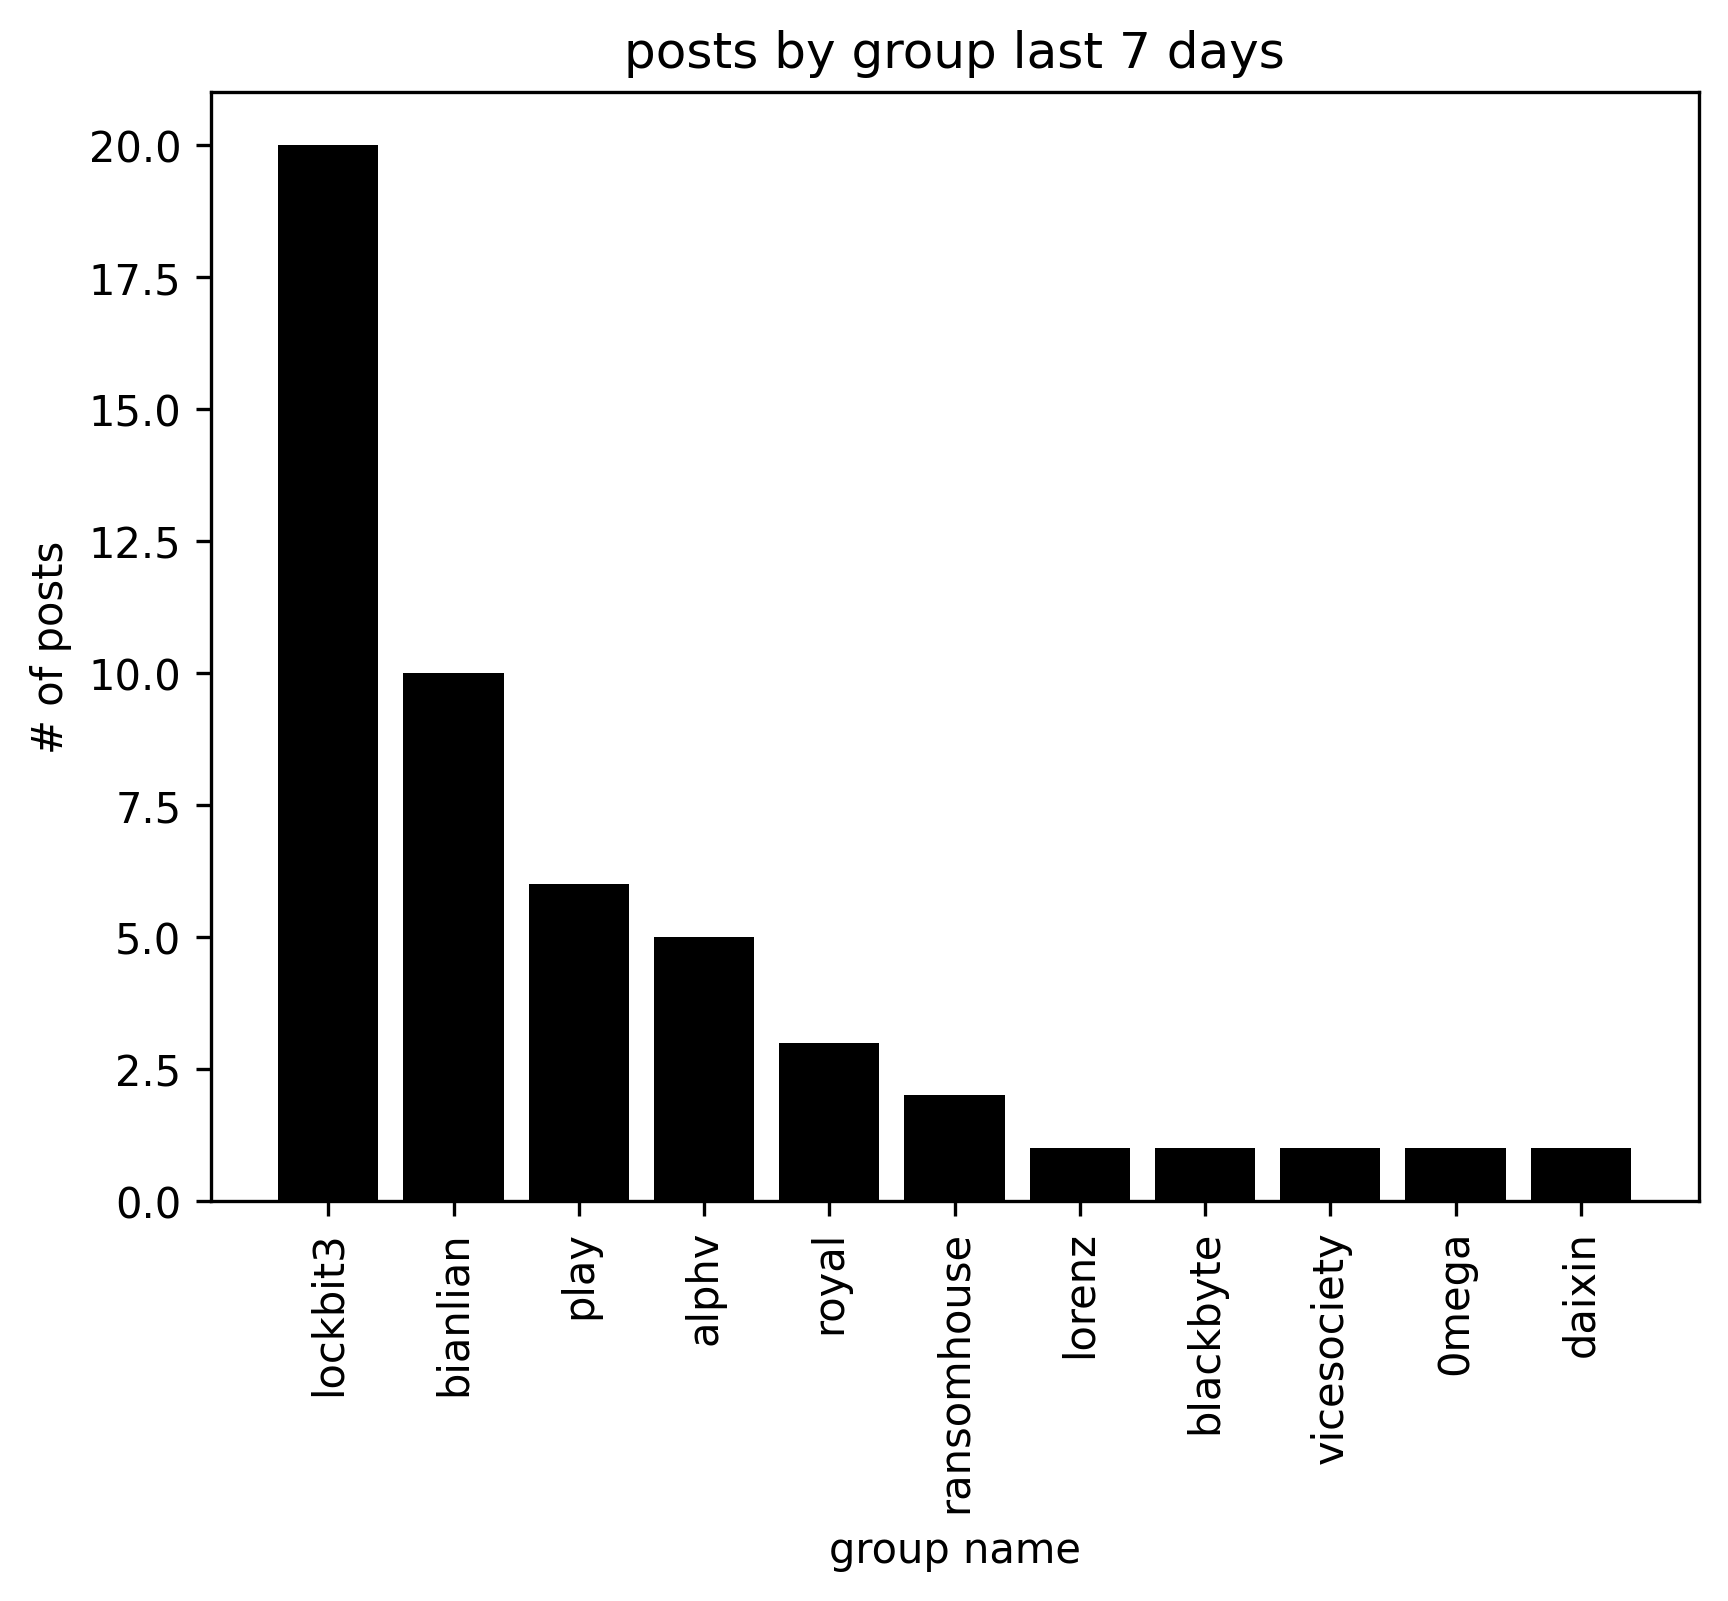 posts by group last 7 days
20.0
17.5
15.0
12.5
10.0
7.5
5.0
2.5
0.0
# of posts
lockbit3
bianlian
play
alphv
royal
ransomhouse
lorenz
blackbyte
vicesociety
0mega
daixin
group name